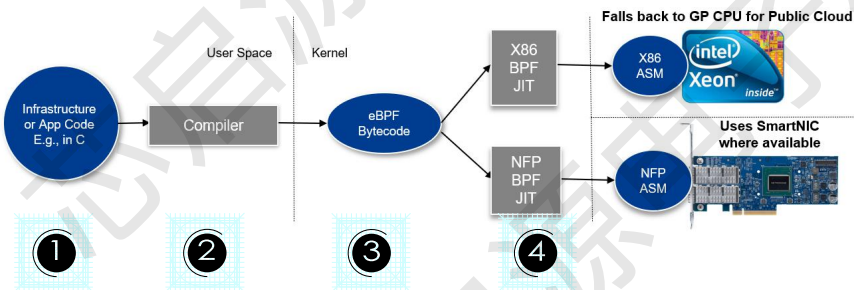 Falls back to GP CPU for Public Cloud
User Space
Kernel
X86
BPF
JIT
X86
ASM
intel
Xeon
inside™
Infrastructure
or App Code
E.g., in C
Compiler
eBPF
Bytecode
Uses SmartNIC
where available
NFP
BPF
JIT
NFP
ASM
1
2
3
4